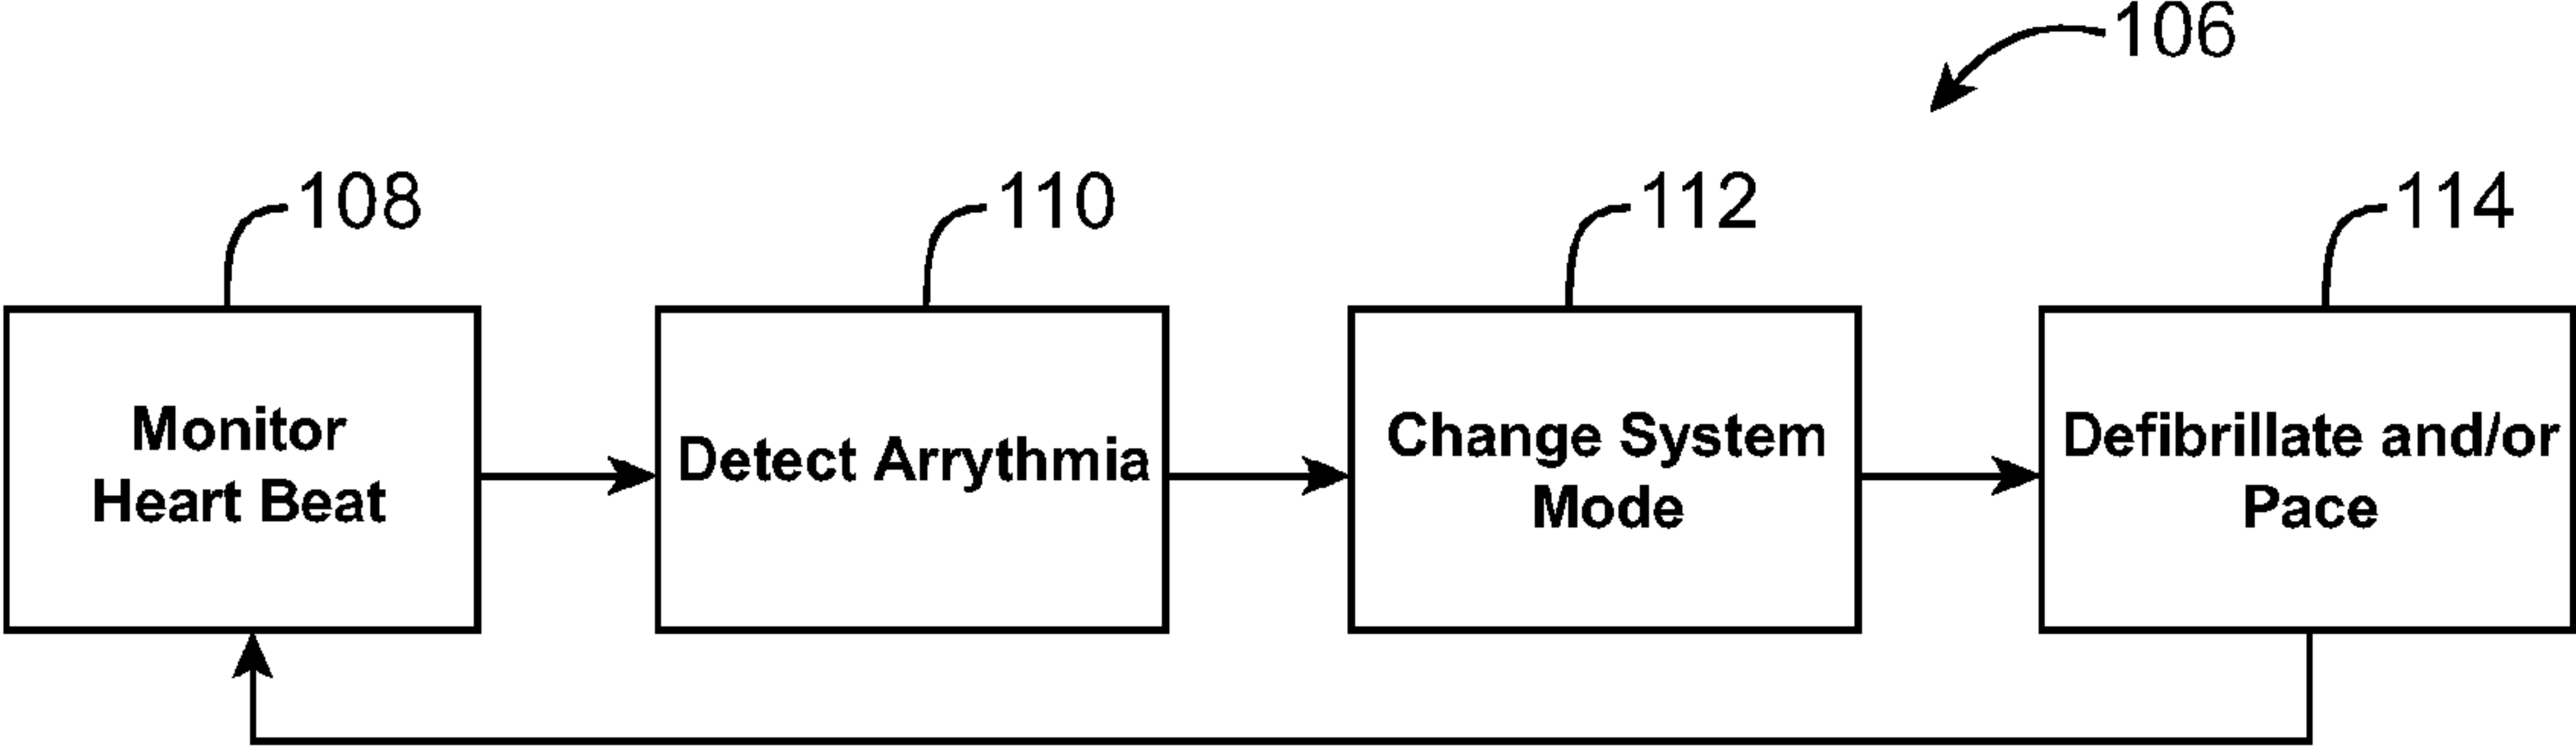 106
108
110
112
114
Monitor
Heart Beat
Detect Arrythmia
Change System
Mode
Defibrillate and/or
Pace